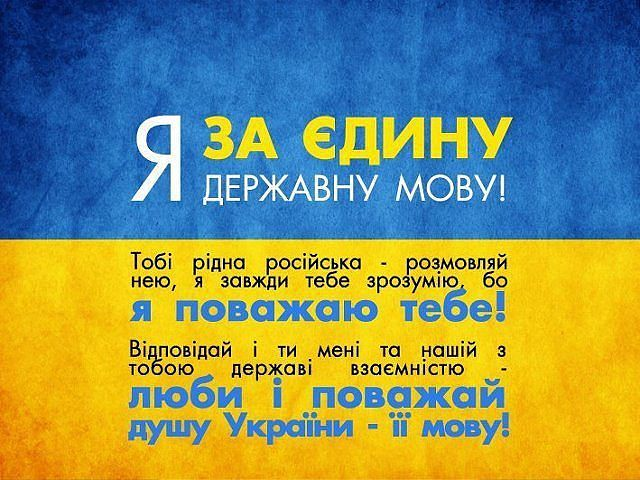 Я ЗА ЄДИНУ
ДЕРЖАВНУ МОВУ!
Тобі рідна російська - розмовляй
нею, я завжди тебе зрозумію, бо
я поважаю тебе!
Відповідай і ти мені та нашій з
тобою державі взаємністю -
люби і поважай
душу України - її мову!